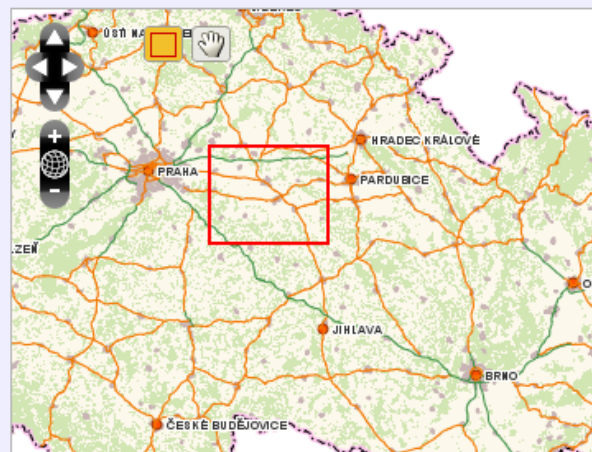 ÚSTÍ NA
HRADEC KRÁLOVÉ
PRAHA
PARDUBICE
LZEŇ
JIHLAVA
BRNO
ČESKÉ BUDĚJOVICE